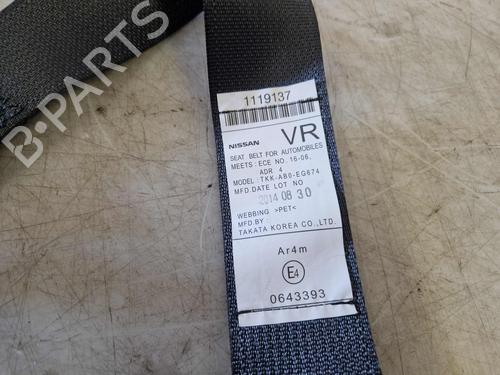 B-PARTS
1119137
NISSAN VR
SEAT BELT FOR AUTOMOBILES
MEETS : ECE NO. 16-06,
ADR 4
MODEL : TKK-AB0-EG674
MFD.DATE LOT NO
2014 08 30
WEBBING >PET<
MFD.BY :
TAKATA KOREA CO.,LTD.
Ar4m
E4
0643393